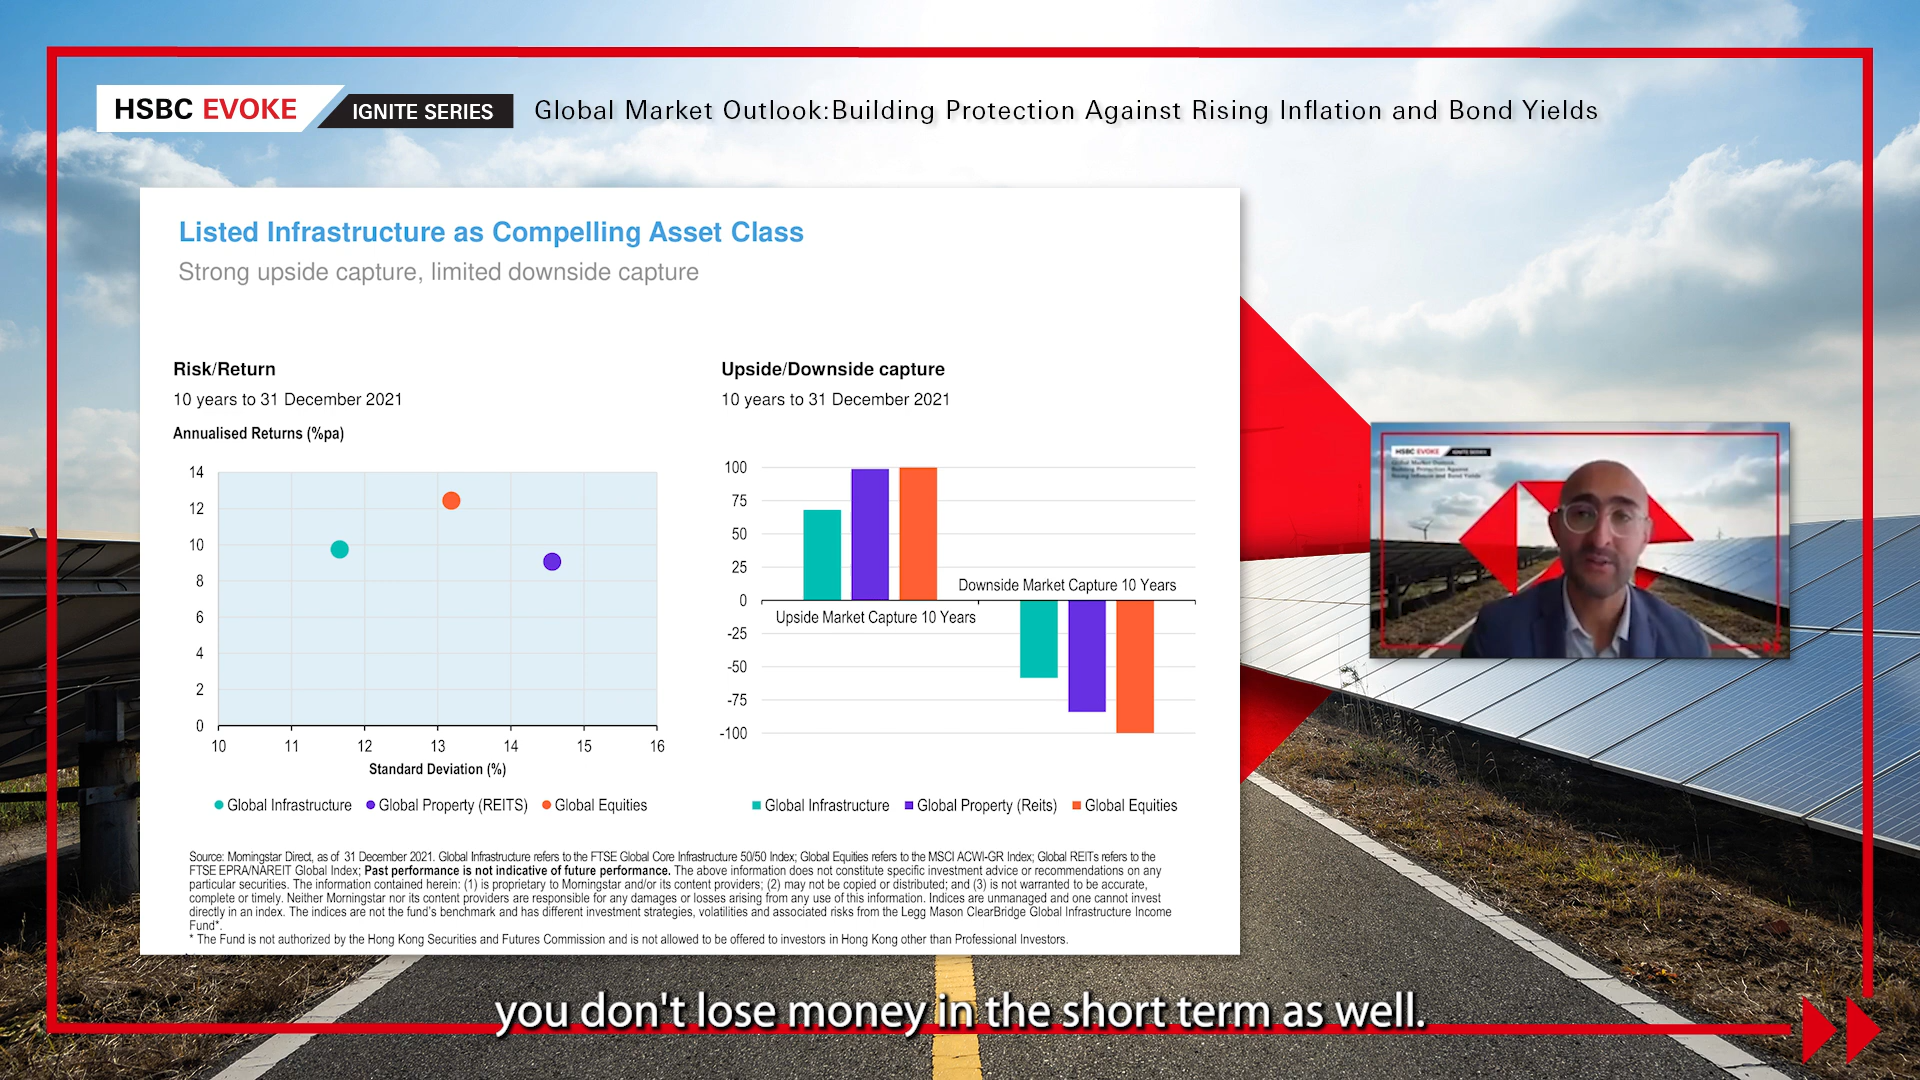 HSBC EVOKE IGNITE SERIES Global Market Outlook:Building Protection Against Rising Inflation and Bond Yields
Listed Infrastructure as Compelling Asset Class
Strong upside capture, limited downside capture
Risk/Return
10 years to 31 December 2021
Annualised Returns (%pa)
14
12
10
8
6
4
2
0
10 11 12 13 14 15 16
Standard Deviation (%)
Global Infrastructure Global Property (REITS) Global Equities
Upside/Downside capture
10 years to 31 December 2021
100
75
50
25
0
-25
-50
-75
-100
Downside Market Capture 10 Years
Upside Market Capture 10 Years
Global Infrastructure Global Property (Reits) Global Equities
Source: Morningstar Direct, as of 31 December 2021. Global Infrastructure refers to the FTSE Global Core Infrastructure 50/50 Index; Global Equities refers to the MSCI ACWI-GR Index; Global REITs refers to the
FTSE EPRA/NAREIT Global Index; Past performance is not indicative of future performance. The above information does not constitute specific investment advice or recommendations on any
particular securities. The information contained herein: (1) is proprietary to Morningstar and/or its content providers; (2) may not be copied or distributed; and (3) is not warranted to be accurate,
complete or timely. Neither Morningstar nor its content providers are responsible for any damages or losses arising from any use of this information. Indices are unmanaged and one cannot invest
directly in an index. The indices are not the fund's benchmark and has different investment strategies, volatilities and associated risks from the Legg Mason ClearBridge Global Infrastructure Income
Fund*.
* The Fund is not authorized by the Hong Kong Securities and Futures Commission and is not allowed to be offered to investors in Hong Kong other than Professional Investors.
HSBC EVOKE IGNITE SERIES
Global Market Outlook:
Building Protection Against
Rising Inflation and Bond Yields
you don't lose money in the short term as well.